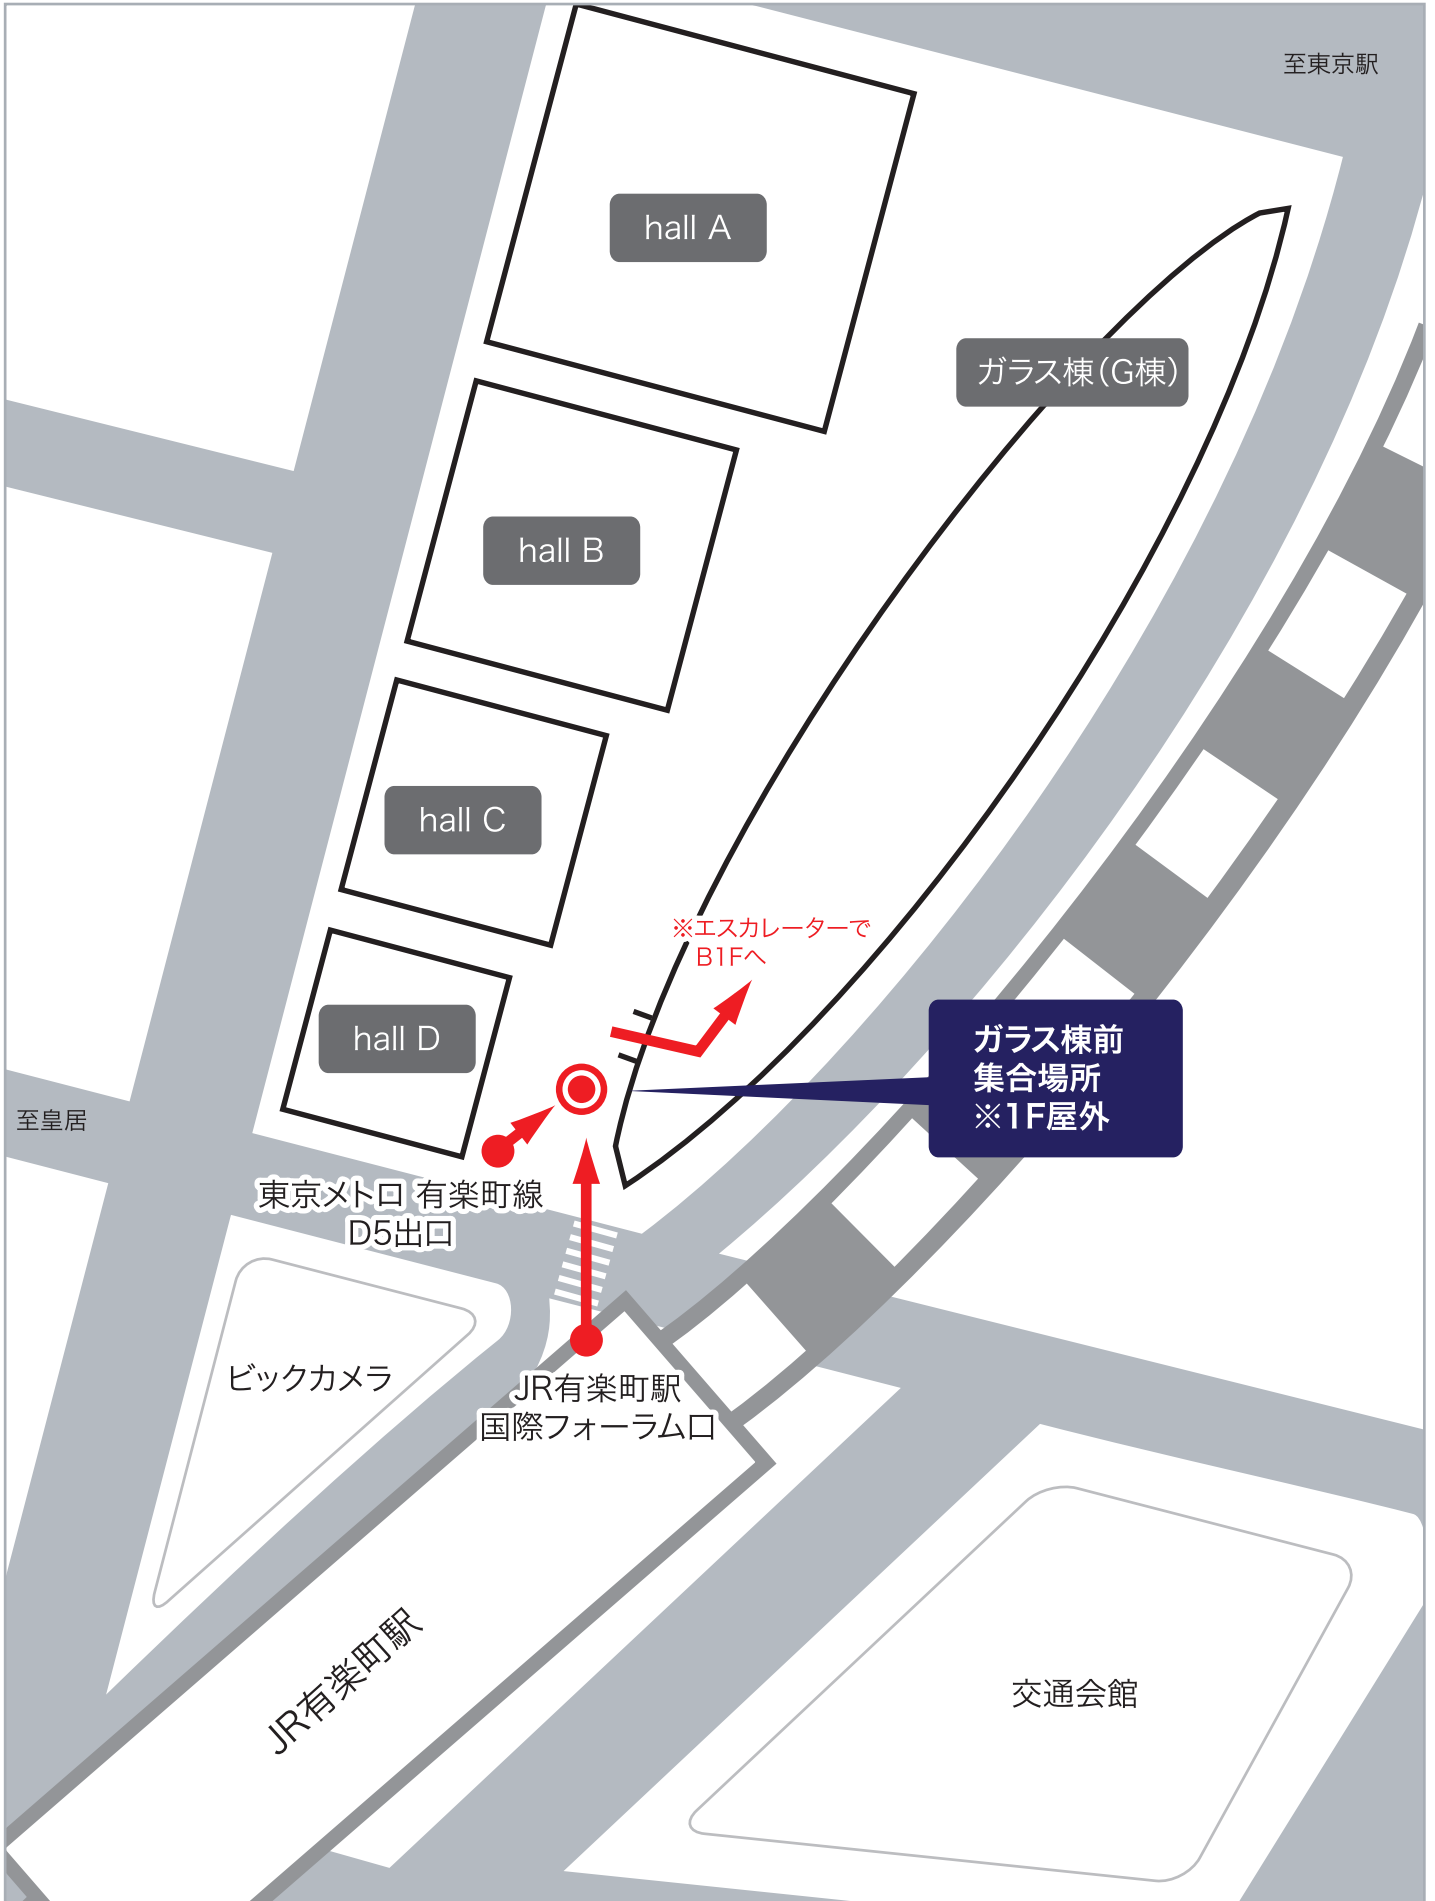 至東京駅
hall A
ガラス棟(G棟)
hall B
hall C
※エスカレーターで
B1Fへ
hall D
ガラス棟前
集合場所
※1F屋外
至皇居
東京メトロ 有楽町線
D5出口
ビックカメラ
JR有楽町駅
国際フォーラム口
JR有楽町駅
交通会館